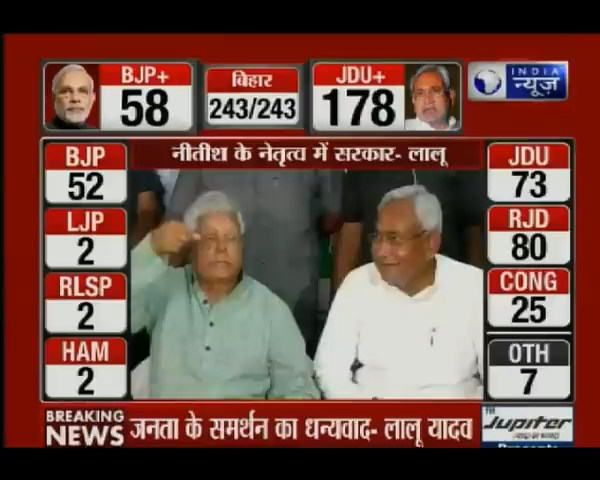 BJP+
58
बिहार
243/243
JDU+
178
INDIA
न्यूज़
नीतीश के नेतृत्व में सरकार- लालू
BJP
52
LJP
2
RLSP
2
HAM
2
JDU
73
RJD
80
CONG
25
OTH
7
BREAKING
NEWS
जनता के समर्थन का धन्यवाद- लालू यादव
Jupiter